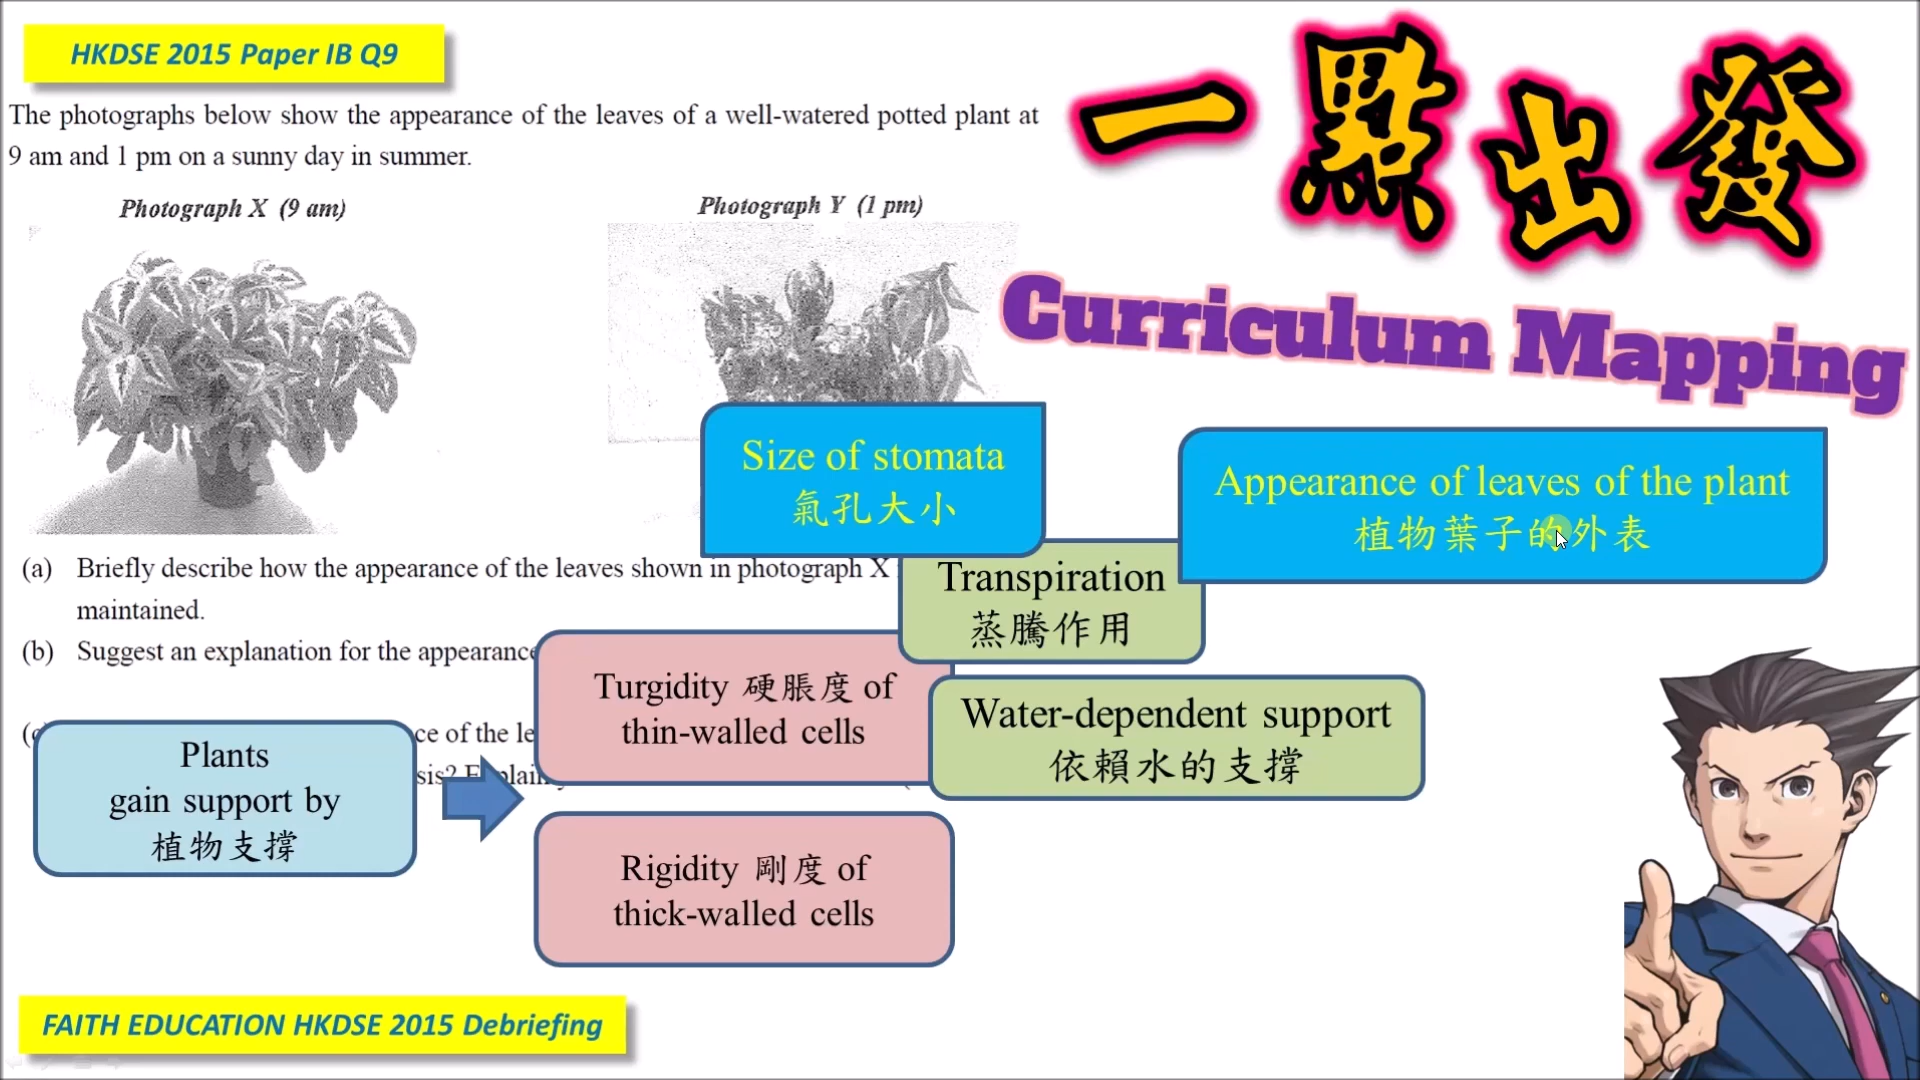 HKDSE 2015 Paper IB Q9
一點出發
Curriculum Mapping
The photographs below show the appearance of the leaves of a well-watered potted plant at
9 am and 1 pm on a sunny day in summer.
Photograph X (9 am)
Photograph Y (1 pm)
Size of stomata
氣孔大小
Appearance of leaves of the plant
植物葉子的外表
(a) Briefly describe how the appearance of the leaves shown in photograph X
maintained.
Transpiration
蒸騰作用
(b) Suggest an explanation for the appearance
Turgidity 硬脹度 of
thin-walled cells
Water-dependent support
依賴水的支撐
of the
Plants
gain support by
植物支撐
Rigidity 剛度 of
thick-walled cells
FAITH EDUCATION HKDSE 2015 Debriefing